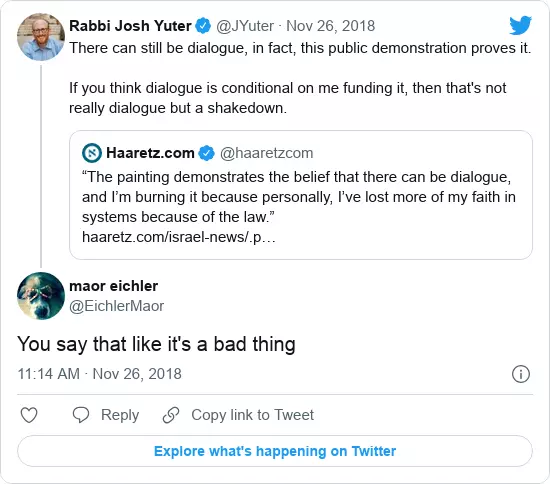 Rabbi Josh Yuter @JYuter · Nov 26, 2018
There can still be dialogue, in fact, this public demonstration proves it.
If you think dialogue is conditional on me funding it, then that's not
really dialogue but a shakedown.
Haaretz.com @haaretzcom
“The painting demonstrates the belief that there can be dialogue,
and I’m burning it because personally, I’ve lost more of my faith in
systems because of the law.”
haaretz.com/israel-news/.p…
maor eichler
@EichlerMaor
You say that like it's a bad thing
11:14 AM · Nov 26, 2018
Reply Copy link to Tweet
Explore what's happening on Twitter